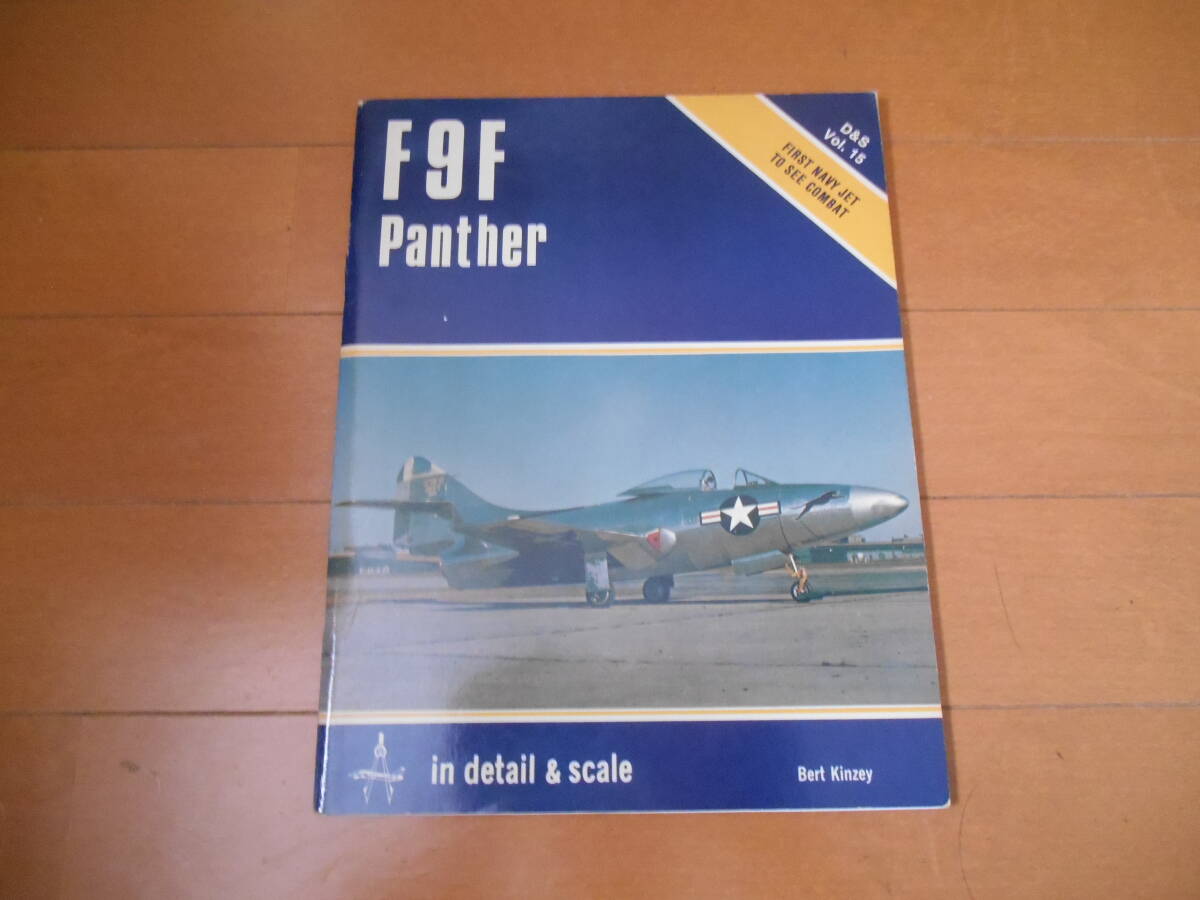 F9F
Panther
D&S
Vol. 15
FIRST NAVY JET
TO SEE COMBAT
in detail & scale
Bert Kinzey